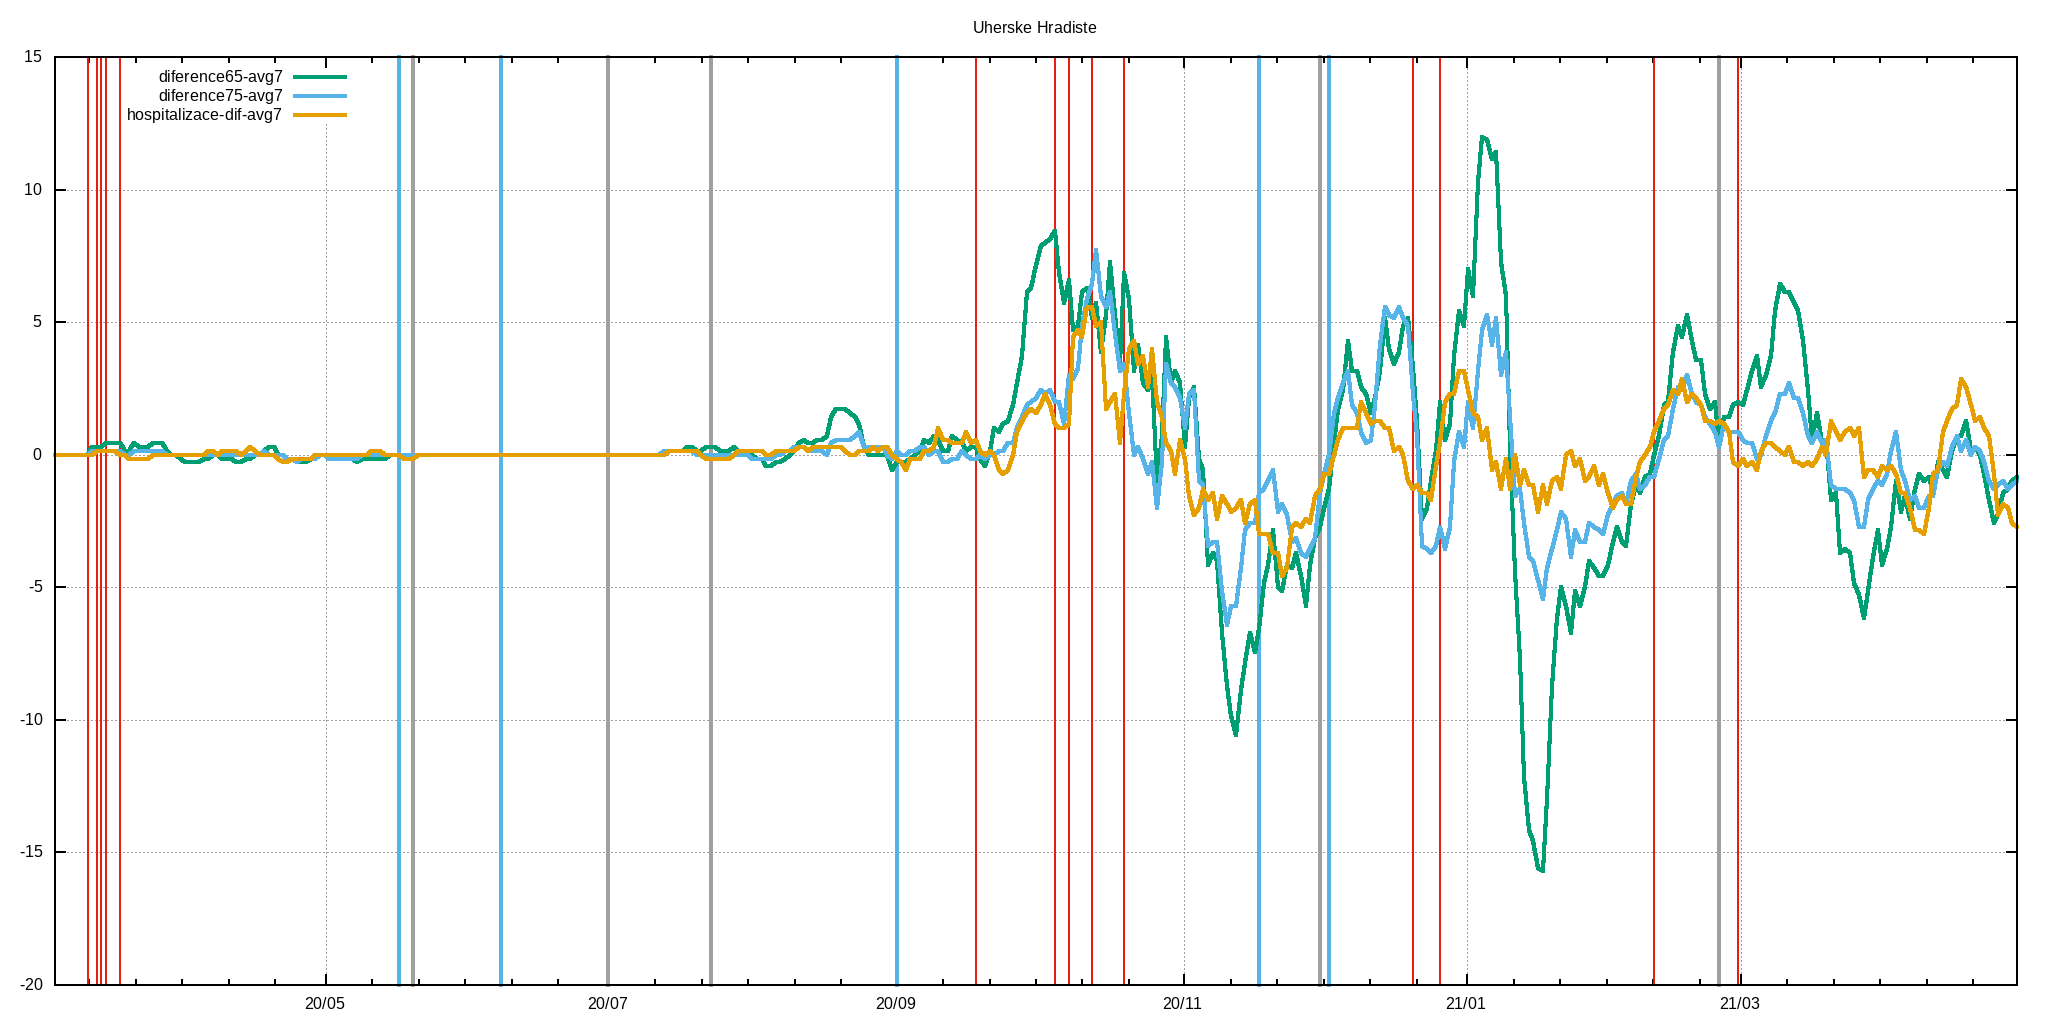 Uherske Hradiste
15
diference65-avg7
diference75-avg7
hospitalizace-dif-avg7
10
5
0
-5
-10
-15
-20
20/05 20/07 20/09 20/11 21/01 21/03